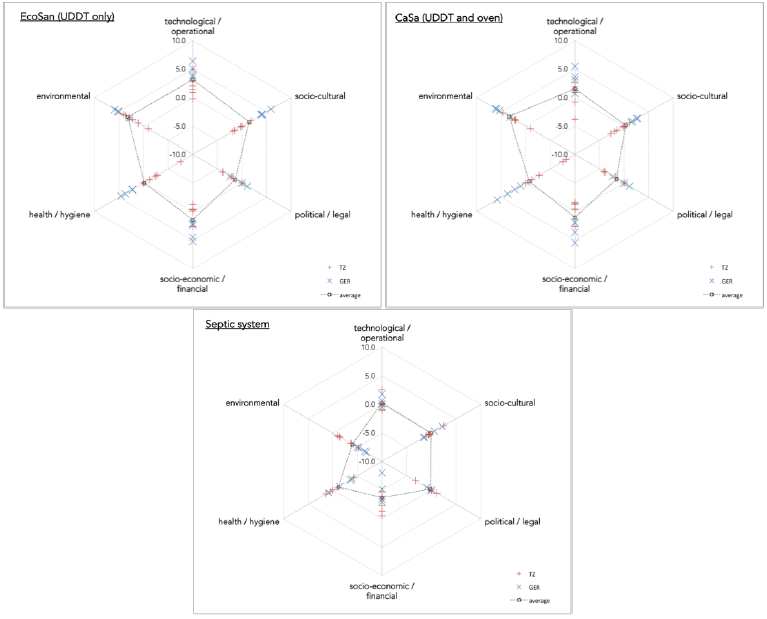 EcoSan (UDDT only)
technological /
operational
10.0
5.0
0.0
-5.0
-10.0
environmental
socio-cultural
health / hygiene
political / legal
socio-economic /
financial
TZ
GER
average
CaSa (UDDT and oven)
technological /
operational
10.0
5.0
0.0
-5.0
-10.0
environmental
socio-cultural
health / hygiene
political / legal
socio-economic /
financial
TZ
GER
average
Septic system
technological /
operational
10.0
5.0
0.0
-5.0
-10.0
environmental
socio-cultural
health / hygiene
political / legal
socio-economic /
financial
TZ
GER
average